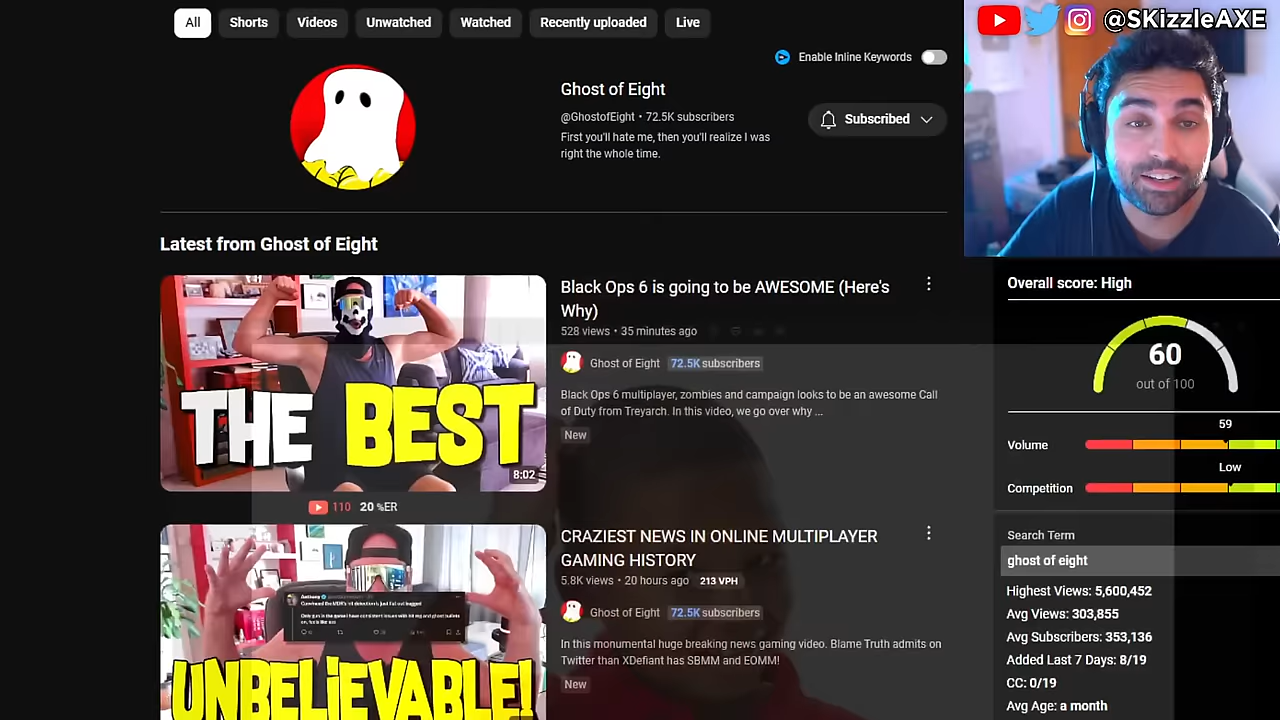 All
Shorts
Videos
Unwatched
Watched
Recently uploaded
Live
@SKizzleAXE
Enable Inline Keywords
Ghost of Eight
@GhostofEight • 72.5K subscribers
First you'll hate me, then you'll realize I was
right the whole time.
Subscribed
Latest from Ghost of Eight
THE BEST
8:02
110 20 %ER
Black Ops 6 is going to be AWESOME (Here's
Why)
528 views • 35 minutes ago
Ghost of Eight 72.5K subscribers
Black Ops 6 multiplayer, zombies and campaign looks to be an awesome Call
of Duty from Treyarch. In this video, we go over why ...
New
UNBELIEVABLE!
CRAZIEST NEWS IN ONLINE MULTIPLAYER
GAMING HISTORY
5.8K views • 20 hours ago 213 VPH
Ghost of Eight 72.5K subscribers
In this monumental huge breaking news gaming video. Blame Truth admits on
Twitter than XDefiant has SBMM and EOMM!
New
Overall score: High
60
out of 100
59
Volume
Low
Competition
Search Term
ghost of eight
Highest Views: 5,600,452
Avg Views: 303,855
Avg Subscribers: 353,136
Added Last 7 Days: 8/19
CC: 0/19
Avg Age: a month